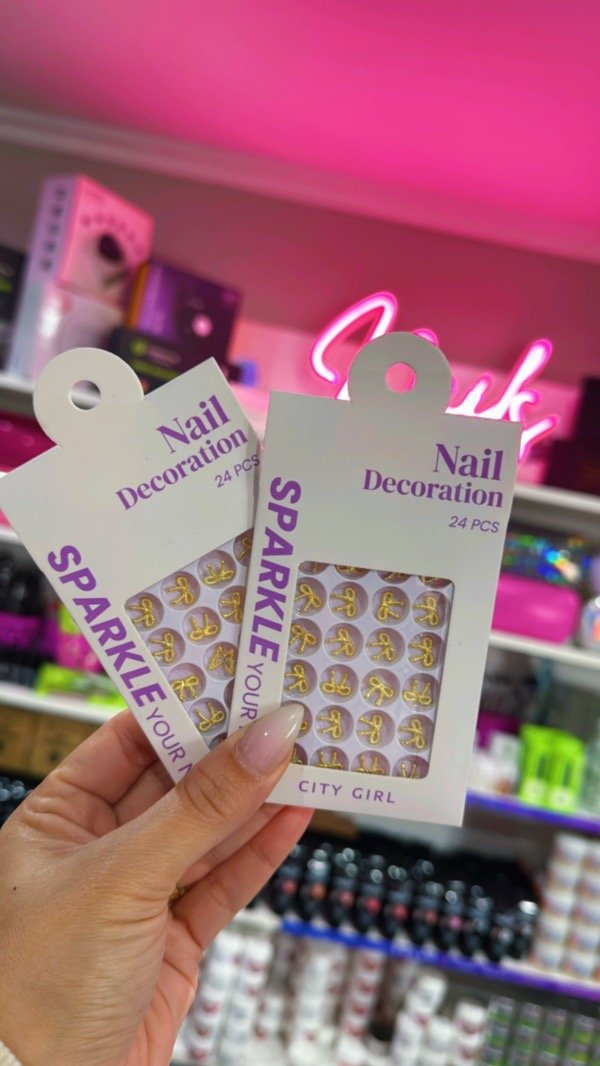 Nail
Decoration
24 PCS
SPARKLE YOUR N
Nail
Decoration
24 PCS
SPARKLE YOUR
CITY GIRL